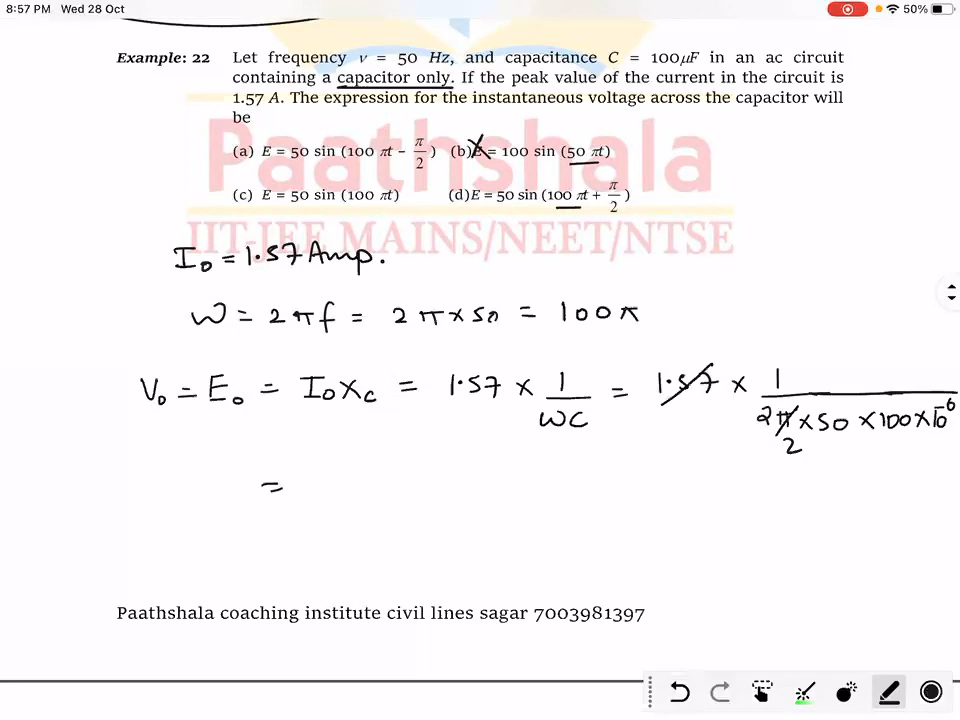 8:57 PM Wed 28 Oct 50%
Example: 22 Let frequency ν = 50 Hz, and capacitance C = 100μF in an ac circuit
containing a capacitor only. If the peak value of the current in the circuit is
1.57 A. The expression for the instantaneous voltage across the capacitor will
be
(a) E = 50 sin (100 πt − π/2) (b) E = 100 sin (50 πt)
(c) E = 50 sin (100 πt) (d) E = 50 sin (100 πt + π/2)
Paathshala
IIT-JEE MAINS/NEET/NTSE
I₀ = 1.57 Amp.
W = 2πf = 2π × 50 = 100π
V₀ = E₀ = I₀Xc = 1.57 × 1/WC = 1.57 × 1/(2π × 50 × 100 × 10⁻⁶)
2
=
Paathshala coaching institute civil lines sagar 7003981397